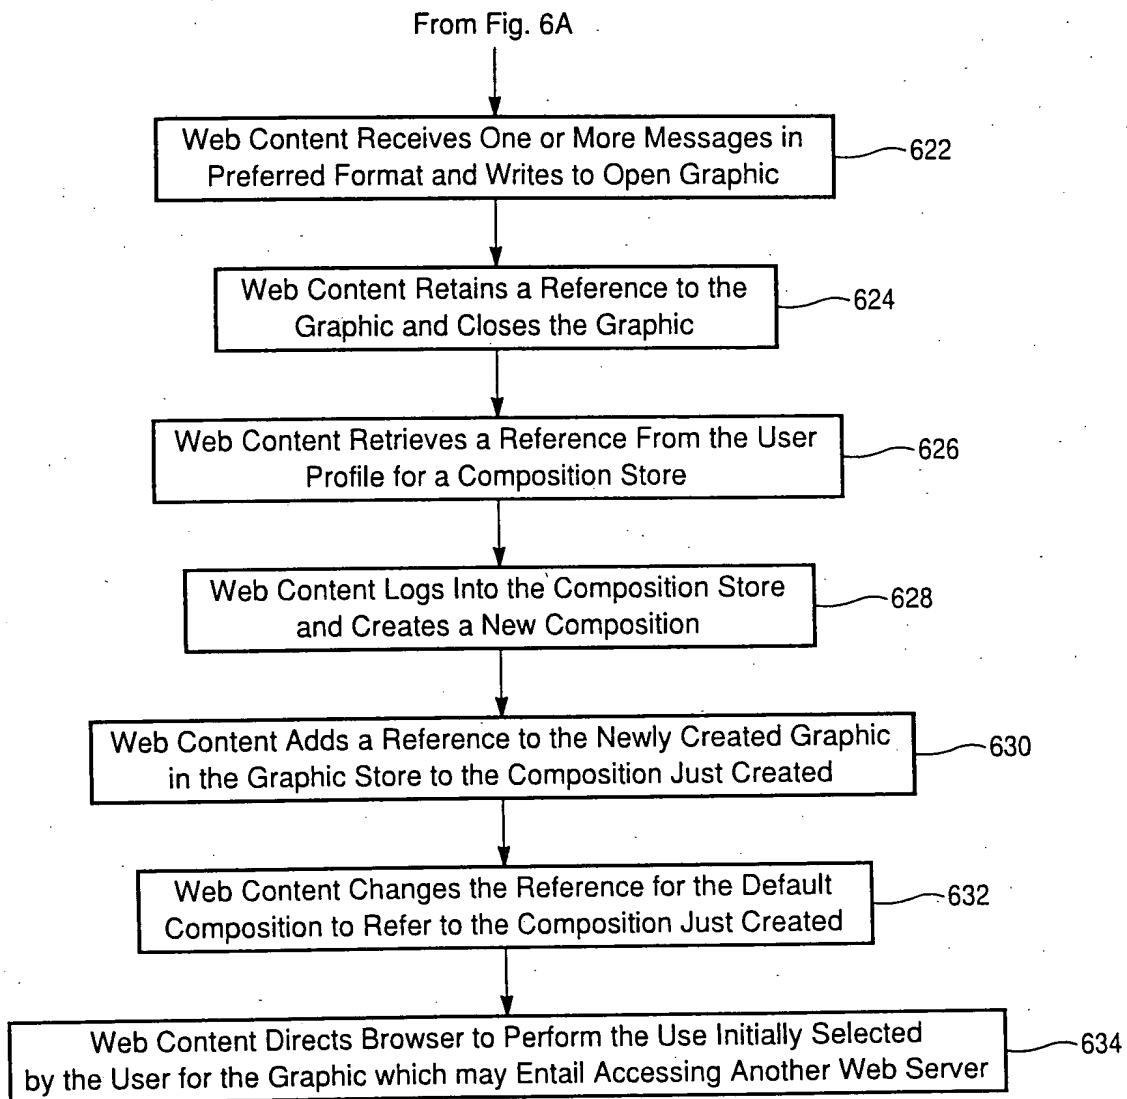 From Fig. 6A
Web Content Receives One or More Messages in
Preferred Format and Writes to Open Graphic
622
Web Content Retains a Reference to the
Graphic and Closes the Graphic
624
Web Content Retrieves a Reference From the User
Profile for a Composition Store
626
Web Content Logs Into the Composition Store
and Creates a New Composition
628
Web Content Adds a Reference to the Newly Created Graphic
in the Graphic Store to the Composition Just Created
630
Web Content Changes the Reference for the Default
Composition to Refer to the Composition Just Created
632
Web Content Directs Browser to Perform the Use Initially Selected
by the User for the Graphic which may Entail Accessing Another Web Server
634